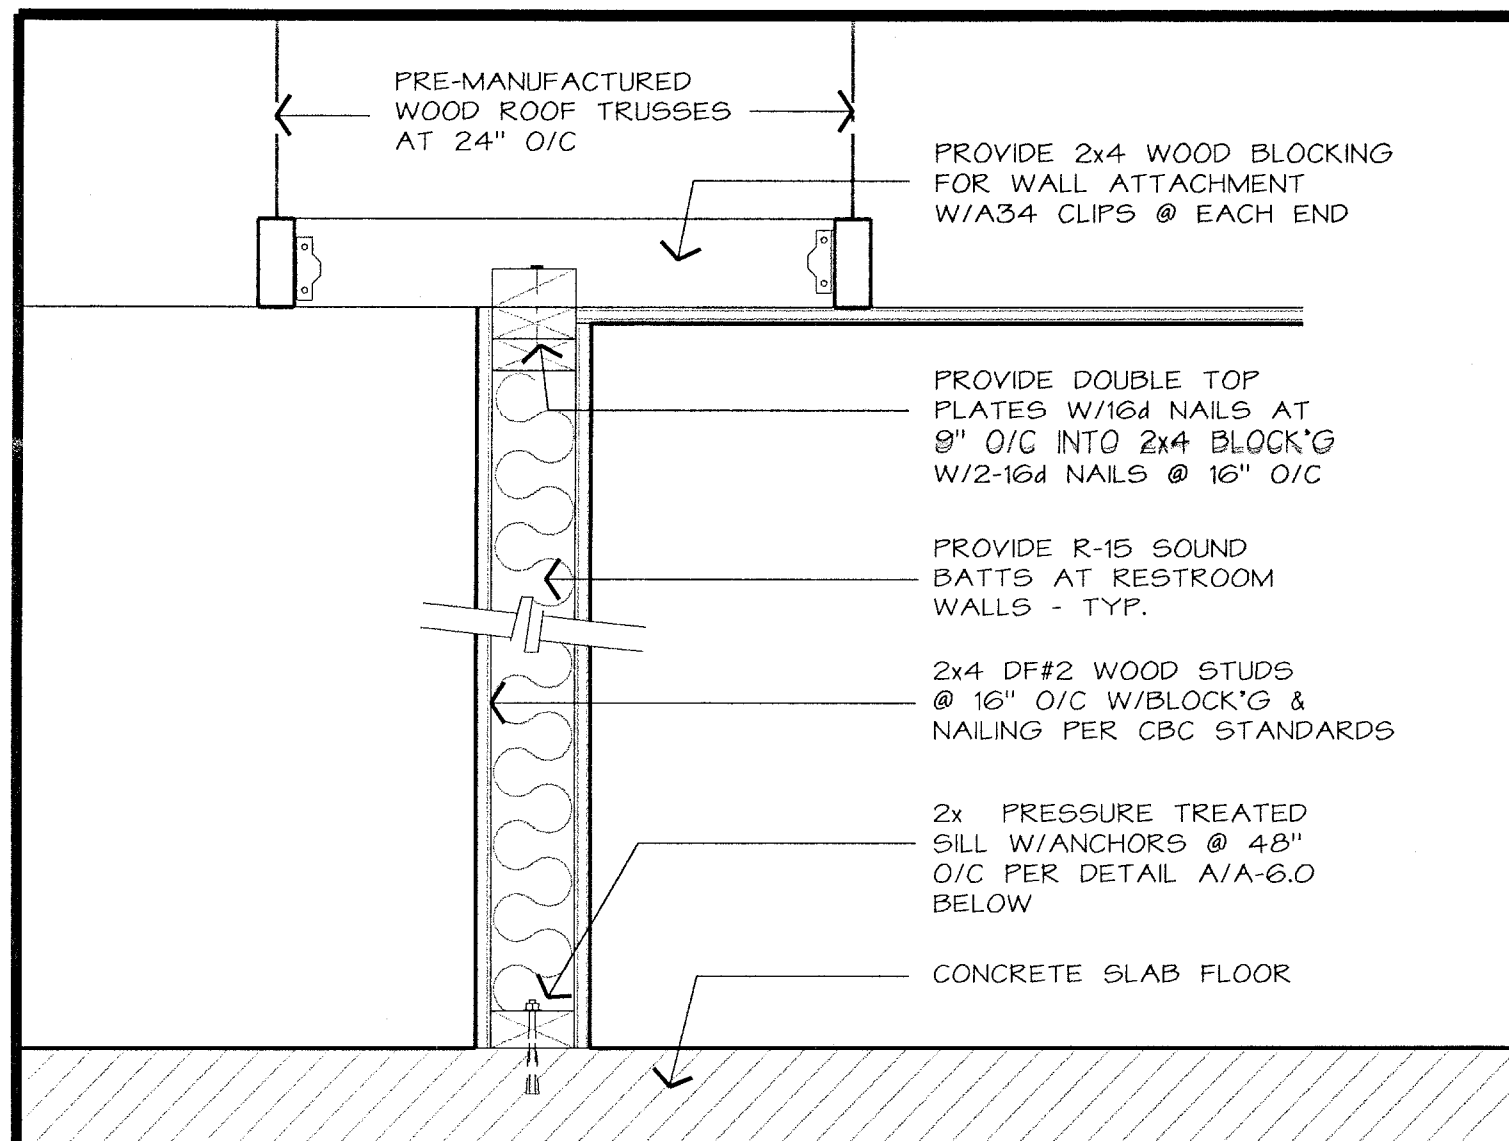 PRE-MANUFACTURED
WOOD ROOF TRUSSES
AT 24" O/C
PROVIDE 2x4 WOOD BLOCKING
FOR WALL ATTACHMENT
W/A34 CLIPS @ EACH END
PROVIDE DOUBLE TOP
PLATES W/16d NAILS AT
9" O/C INTO 2x4 BLOCK'G
W/2-16d NAILS @ 16" O/C
PROVIDE R-15 SOUND
BATTS AT RESTROOM
WALLS - TYP.
2x4 DF#2 WOOD STUDS
@ 16" O/C W/BLOCK'G &
NAILING PER CBC STANDARDS
2x PRESSURE TREATED
SILL W/ANCHORS @ 48"
O/C PER DETAIL A/A-6.0
BELOW
CONCRETE SLAB FLOOR